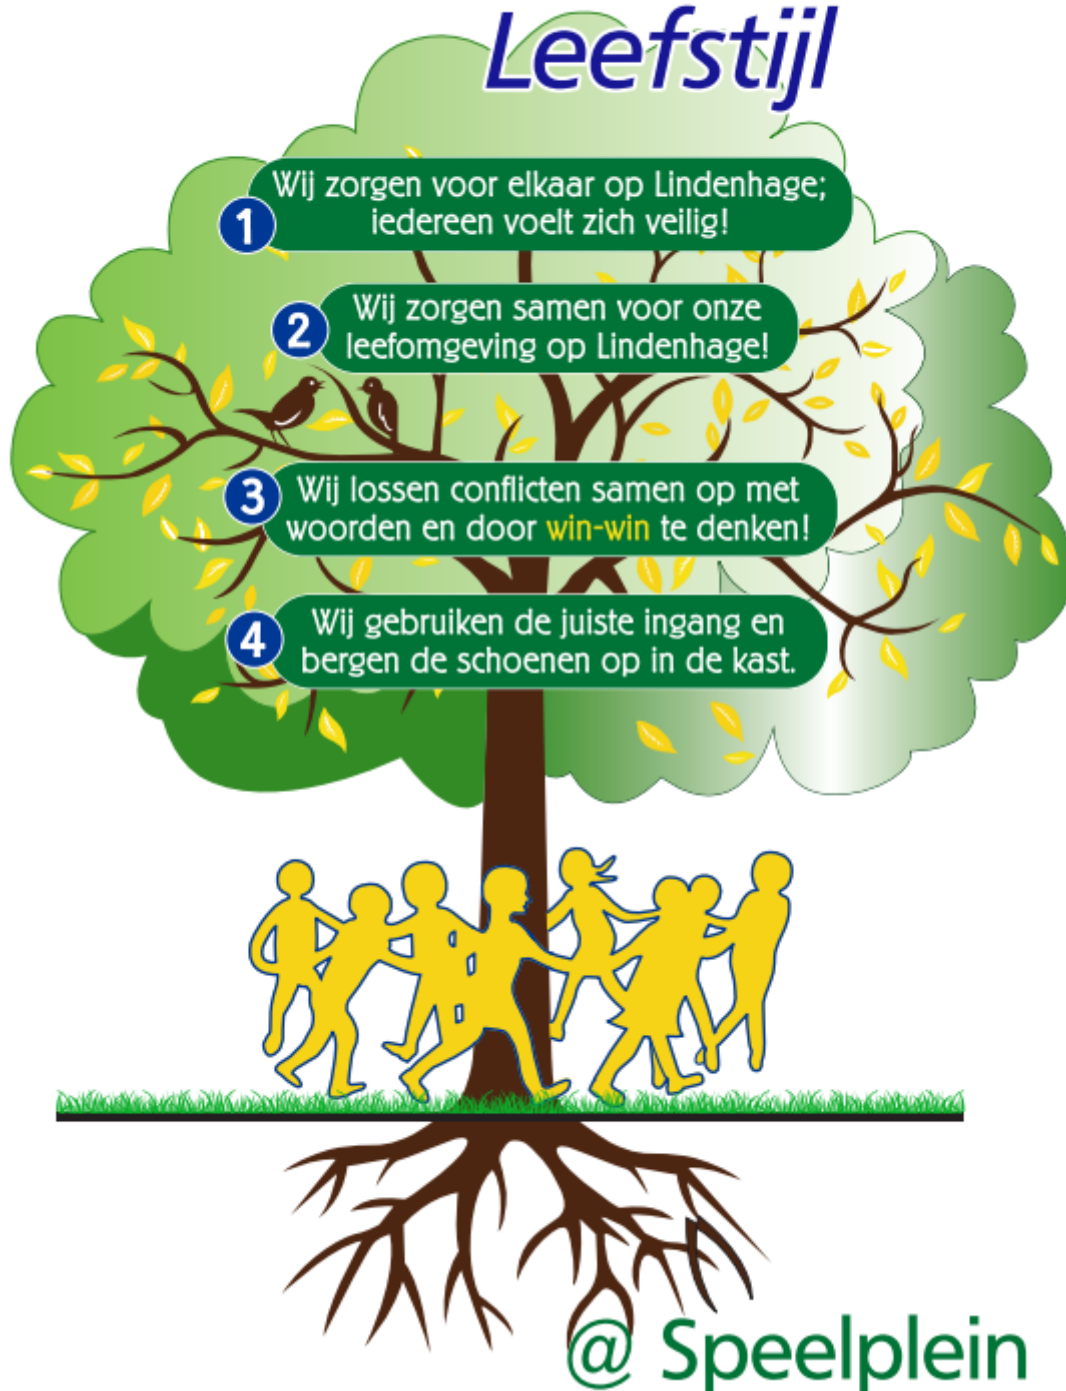 Leefstijl
1
Wij zorgen voor elkaar op Lindenhage;
iedereen voelt zich veilig!
2
Wij zorgen samen voor onze
leefomgeving op Lindenhage!
3
Wij lossen conflicten samen op met
woorden en door win-win te denken!
4
Wij gebruiken de juiste ingang en
bergen de schoenen op in de kast.
@ Speelplein